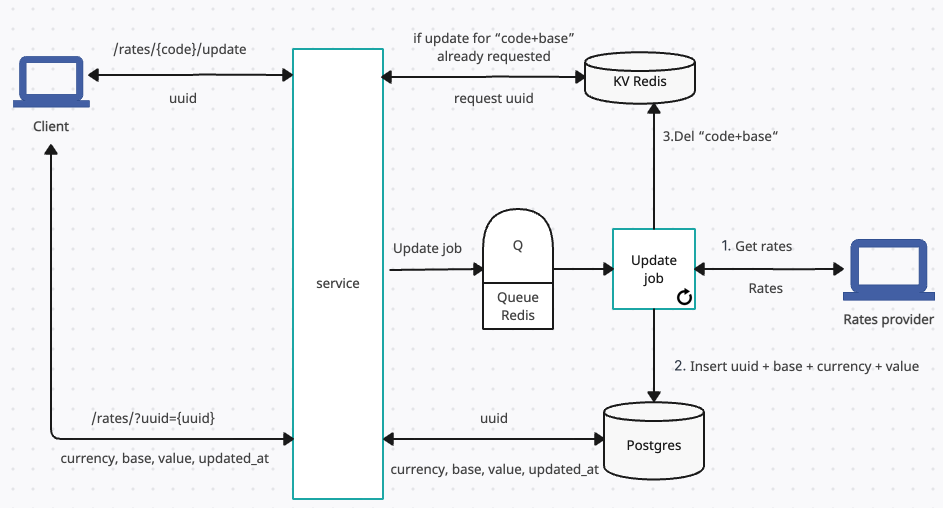 /rates/{code}/update
uuid
Client
if update for “code+base”
already requested
request uuid
KV Redis
3.Del “code+base“
Update job
Q
Queue
Redis
Update
job
1. Get rates
Rates
Rates provider
service
2. Insert uuid + base + currency + value
/rates/?uuid={uuid}
currency, base, value, updated_at
uuid
currency, base, value, updated_at
Postgres